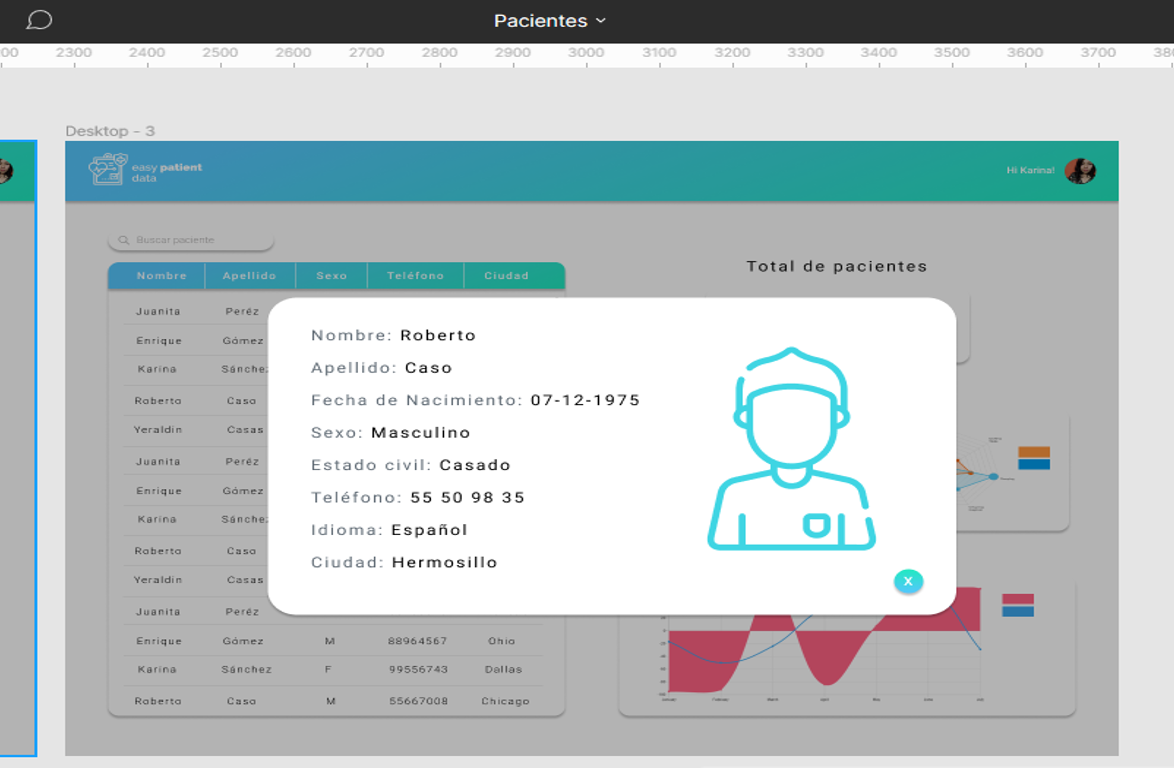 Pacientes
2300 2400 2500 2600 2700 2800 2900 3000 3100 3200 3300 3400 3500 3600 3700
Desktop - 3
easy patient
data
Hi Karina!
Buscar paciente
Nombre Apellido Sexo Teléfono Ciudad
Total de pacientes
Juanita Peréz
Enrique Gómez
Karina Sánchez
Roberto Caso
Yeraldin Casas
Juanita Peréz
Enrique Gómez
Karina Sánchez
Roberto Caso
Yeraldin Casas
Juanita Peréz
Enrique Gómez M 88964567 Ohio
Karina Sánchez F 99556743 Dallas
Roberto Caso M 55667008 Chicago
Nombre: Roberto
Apellido: Caso
Fecha de Nacimiento: 07-12-1975
Sexo: Masculino
Estado civil: Casado
Teléfono: 55 50 98 35
Idioma: Español
Ciudad: Hermosillo
X